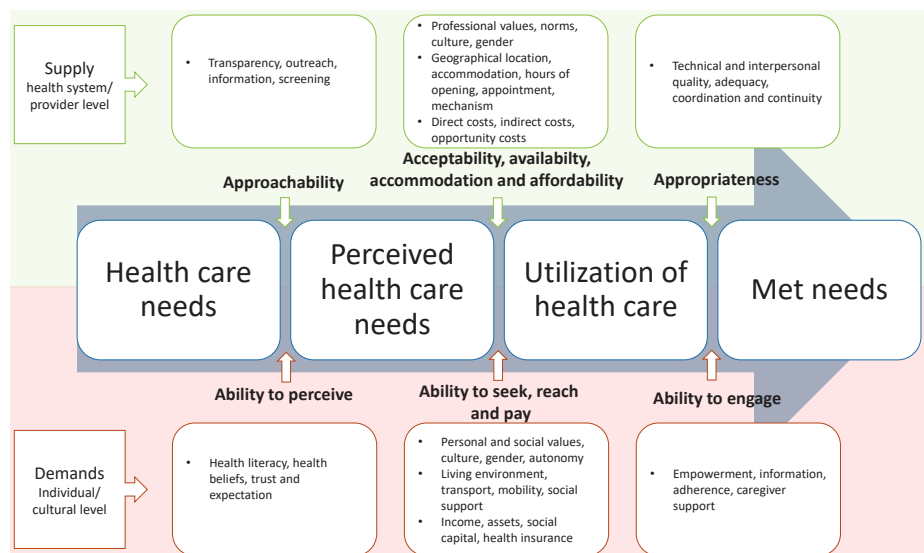 Supply
health system/
provider level
• Transparency, outreach,
information, screening
• Professional values, norms,
culture, gender
• Geographical location,
accommodation, hours of
opening, appointment,
mechanism
• Direct costs, indirect costs,
opportunity costs
• Technical and interpersonal
quality, adequacy,
coordination and continuity
Approachability
Acceptability, availabilty,
accommodation and affordability
Appropriateness
Health care
needs
Perceived
health care
needs
Utilization of
health care
Met needs
Ability to perceive
Ability to seek, reach
and pay
Ability to engage
Demands
Individual/
cultural level
• Health literacy, health
beliefs, trust and
expectation
• Personal and social values,
culture, gender, autonomy
• Living environment,
transport, mobility, social
support
• Income, assets, social
capital, health insurance
• Empowerment, information,
adherence, caregiver
support